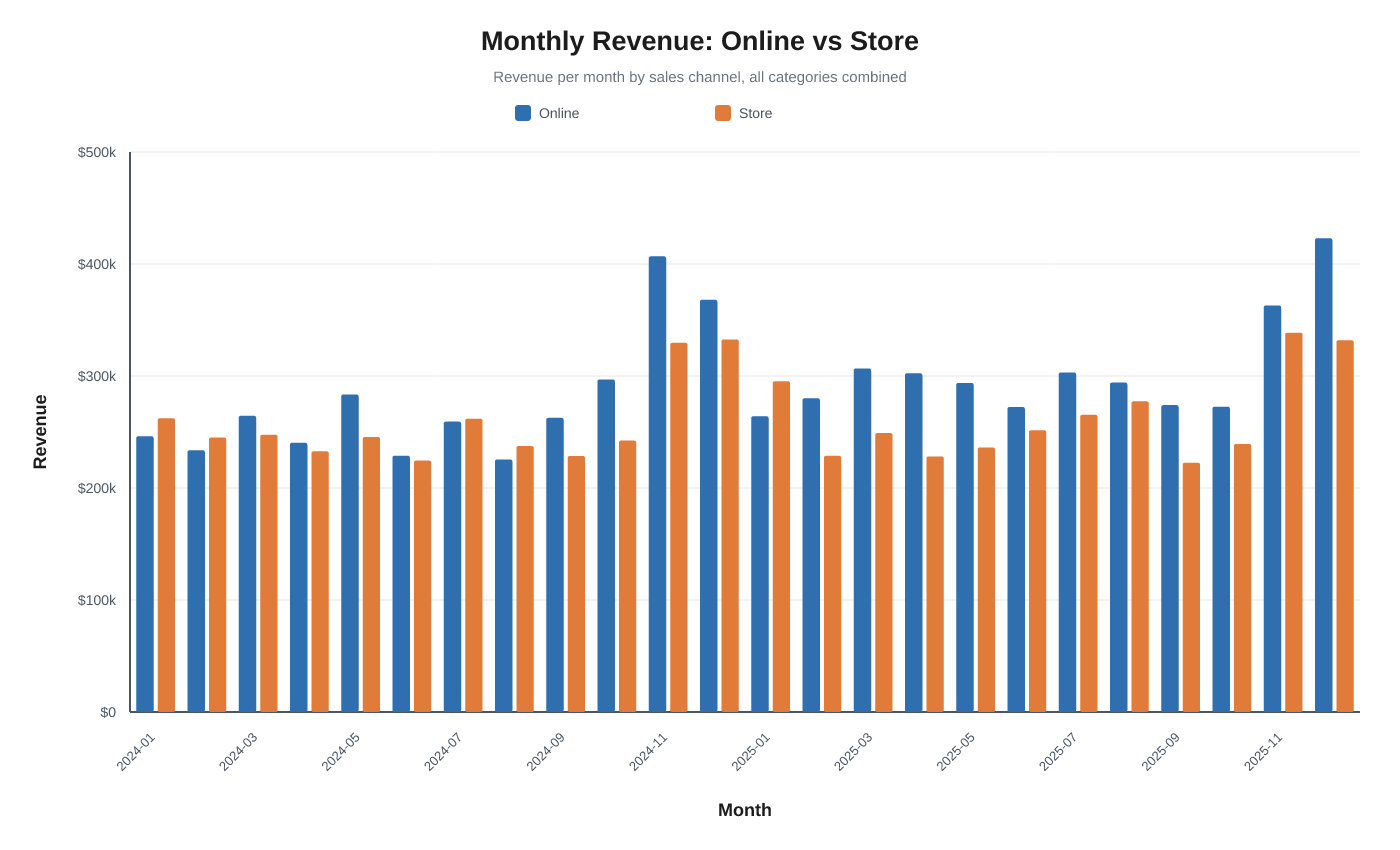 Monthly Revenue: Online vs Store
Revenue per month by sales channel, all categories combined
Online Store
$500k
$400k
$300k
$200k
$100k
$0
Revenue
2024-01 2024-03 2024-05 2024-07 2024-09 2024-11 2025-01 2025-03 2025-05 2025-07 2025-09 2025-11
Month